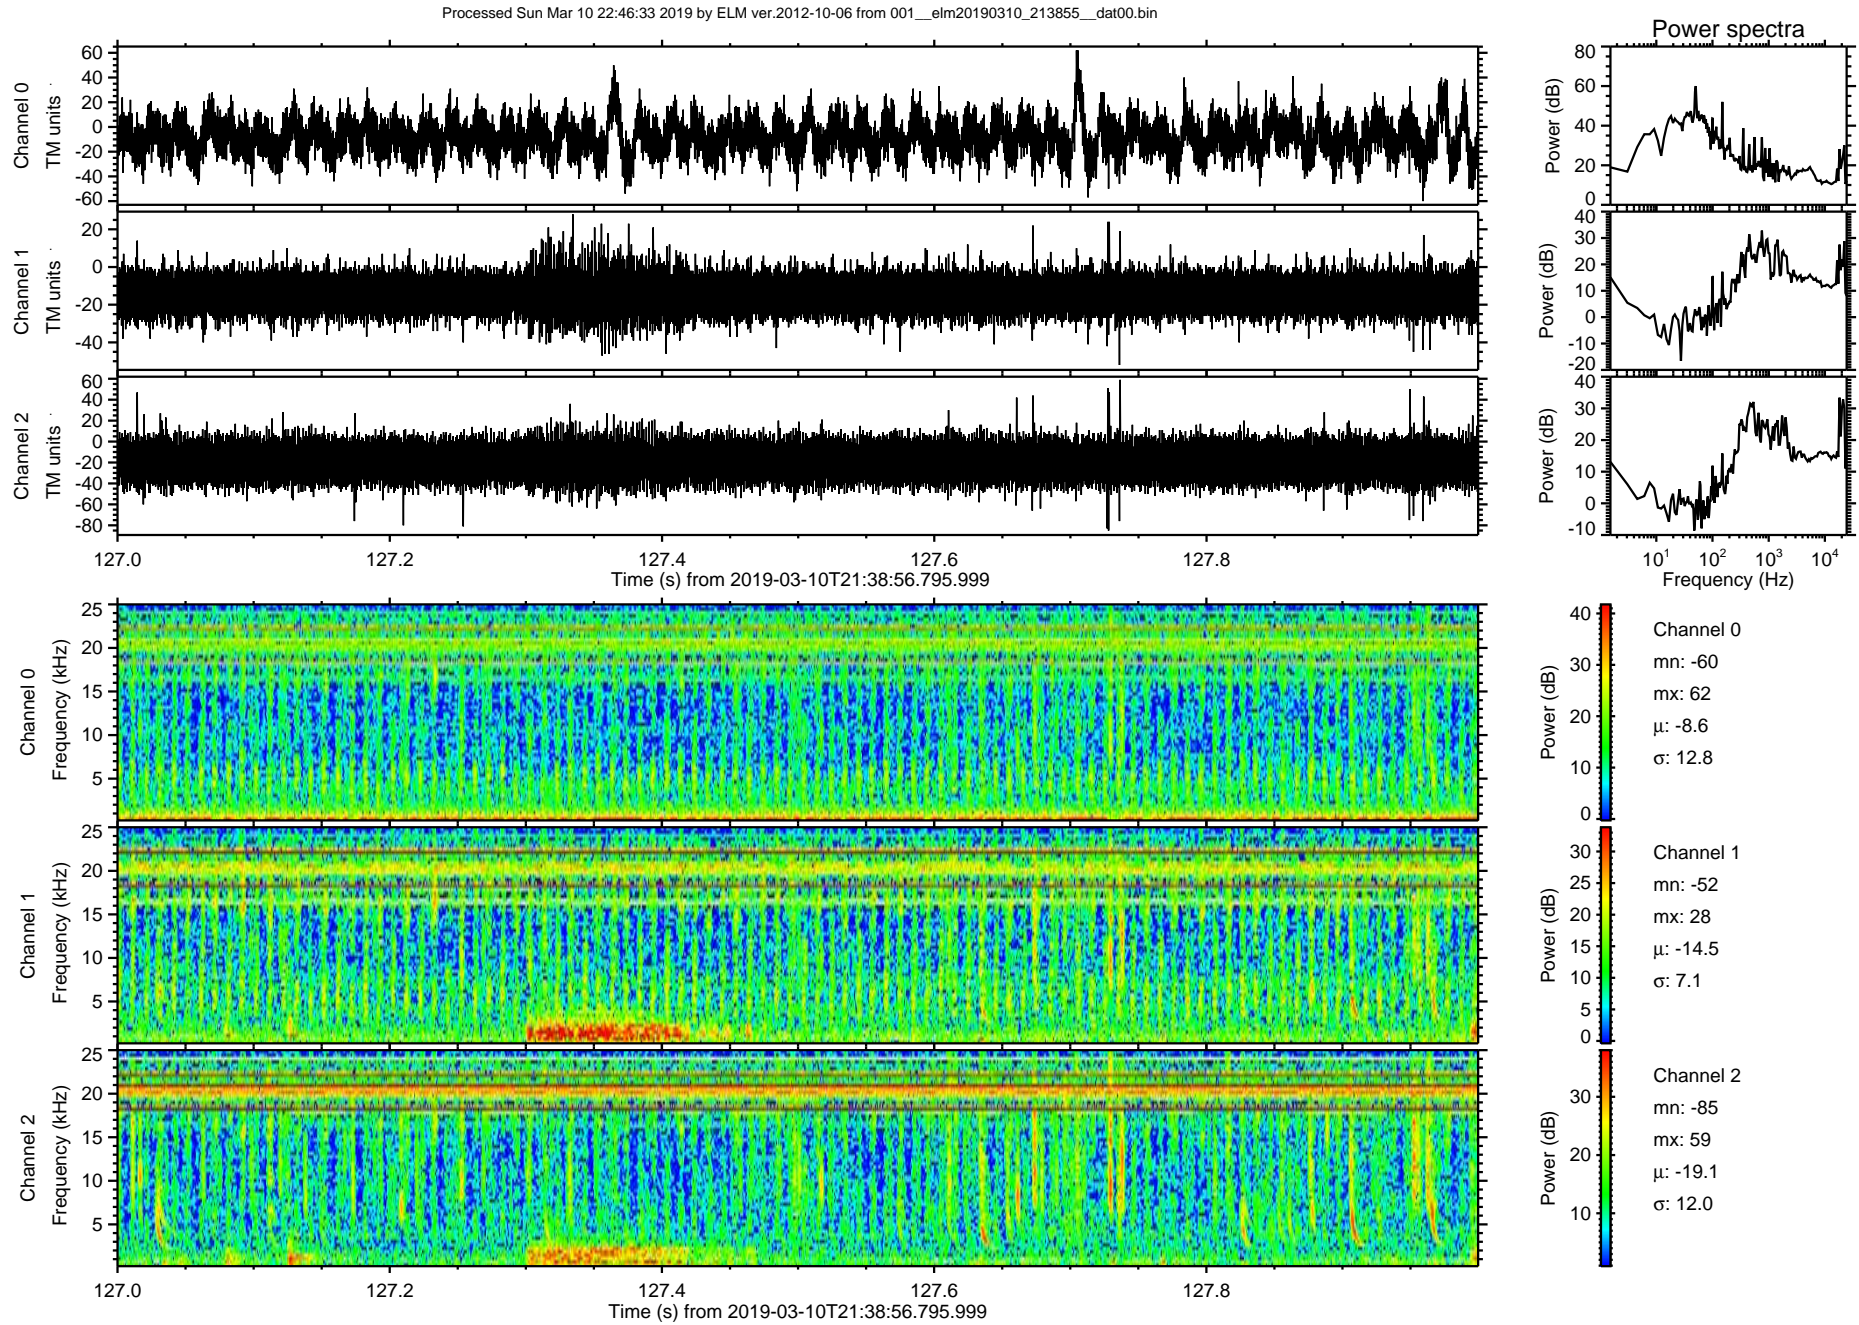 Processed Sun Mar 10 22:46:33 2019 by ELM ver.2012-10-06 from 001__elm20190310_213855__dat00.bin
Power spectra
Channel 0
TM units
60
40
20
0
-20
-40
-60
Power (dB)
80
60
40
20
0
Channel 1
TM units
20
0
-20
-40
Power (dB)
40
30
20
10
0
-10
-20
Channel 2
TM units
60
40
20
0
-20
-40
-60
-80
Power (dB)
40
30
20
10
0
-10
127.0 127.2 127.4 127.6 127.8
Time (s) from 2019-03-10T21:38:56.795.999
10^1 10^2 10^3 10^4
Frequency (Hz)
Channel 0
Frequency (kHz)
25
20
15
10
5
Power (dB)
40
30
20
10
0
Channel 0
mn: -60
mx: 62
μ: -8.6
σ: 12.8
Channel 1
Frequency (kHz)
25
20
15
10
5
Power (dB)
30
25
20
15
10
5
0
Channel 1
mn: -52
mx: 28
μ: -14.5
σ: 7.1
Channel 2
Frequency (kHz)
25
20
15
10
5
Power (dB)
30
20
10
Channel 2
mn: -85
mx: 59
μ: -19.1
σ: 12.0
127.0 127.2 127.4 127.6 127.8
Time (s) from 2019-03-10T21:38:56.795.999